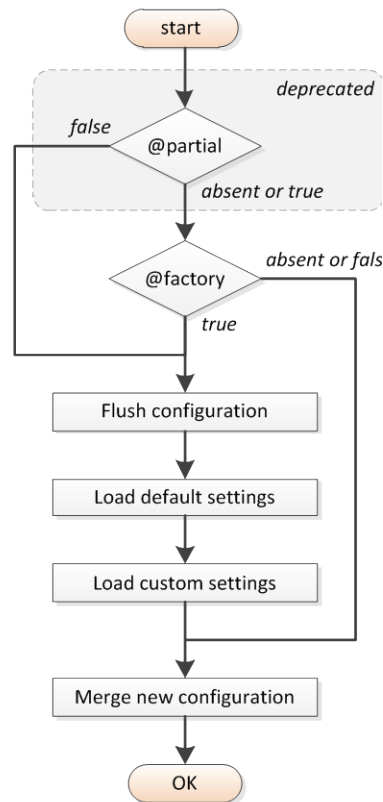 start
deprecated
false
@partial
absent or true
absent or fals
@factory
true
Flush configuration
Load default settings
Load custom settings
Merge new configuration
OK